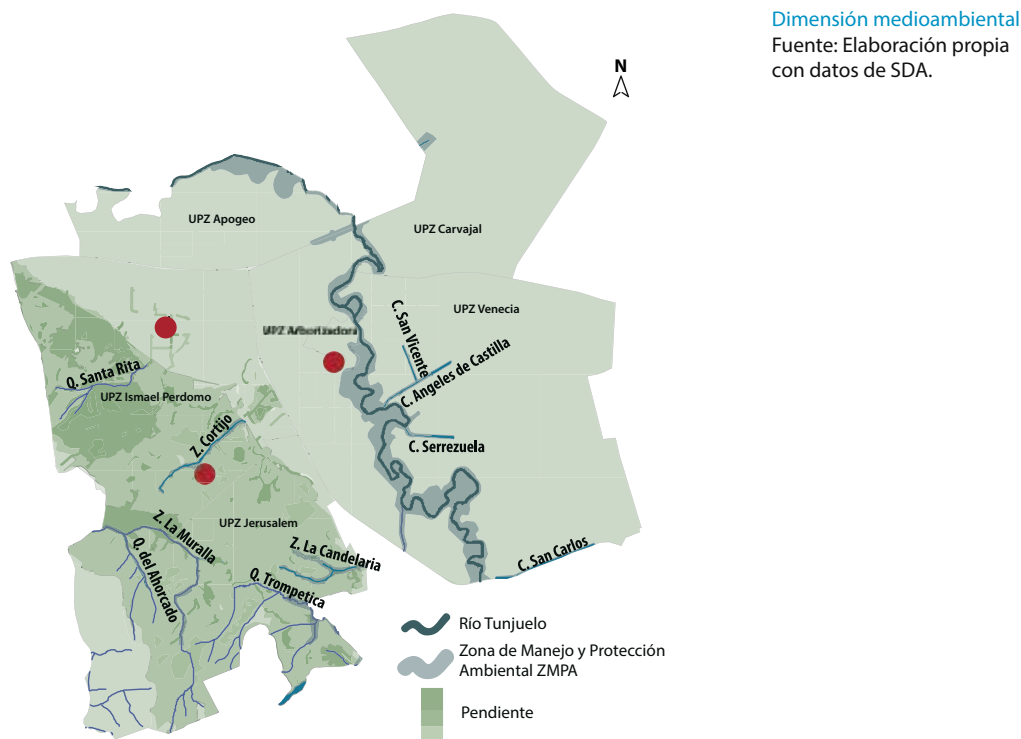 Dimensión medioambiental
Fuente: Elaboración propia
con datos de SDA.
N
UPZ Apogeo
UPZ Carvajal
UPZ Venecia
C. San Vicente
UPZ Arborizadora
C. Angeles de Castilla
Q. Santa Rita
UPZ Ismael Perdomo
Z. Cortijo
C. Serrezuela
Z. La Muralla
UPZ Jerusalem
Q. del Ahorcado
Z. La Candelaria
C. San Carlos
Q. Trompetica
Río Tunjuelo
Zona de Manejo y Protección
Ambiental ZMPA
Pendiente